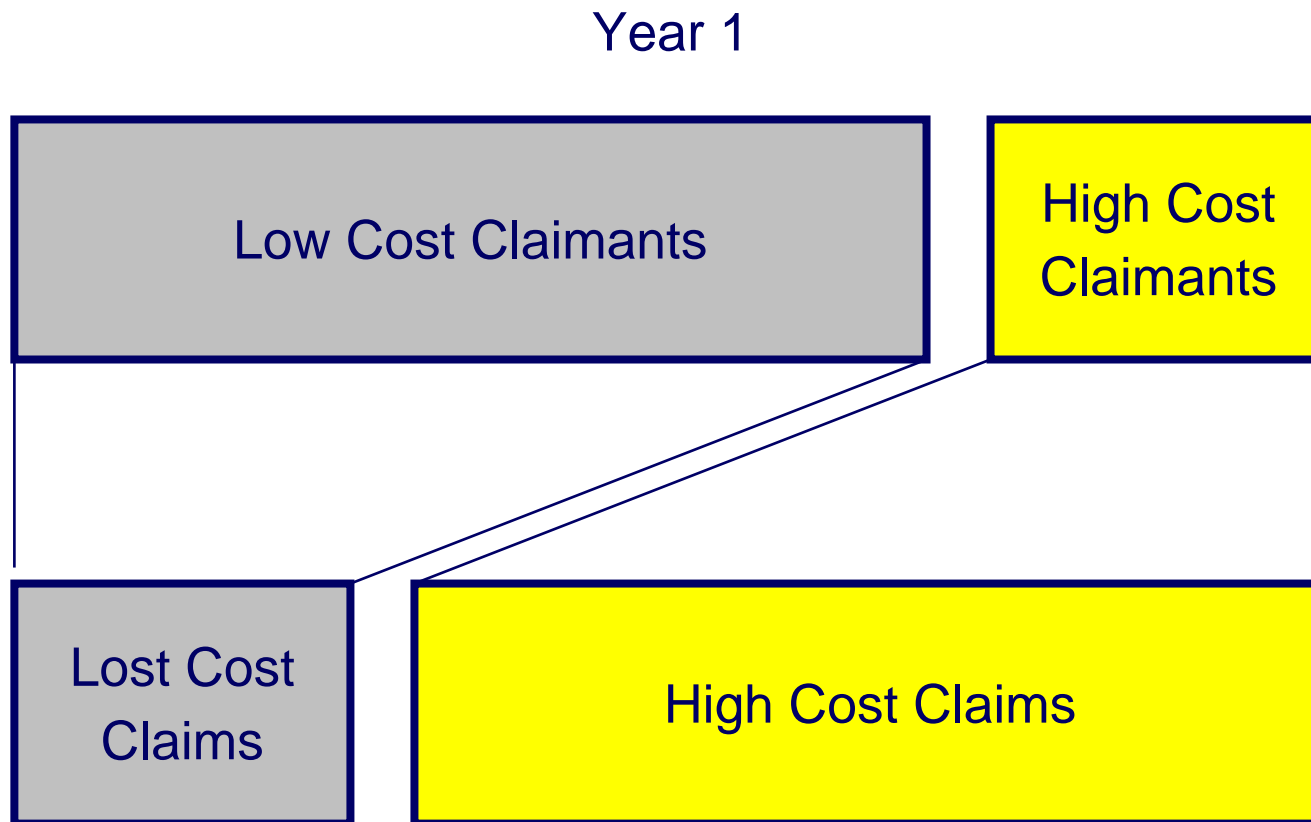 Year 1
Low Cost Claimants
High Cost
Claimants
Lost Cost
Claims
High Cost Claims